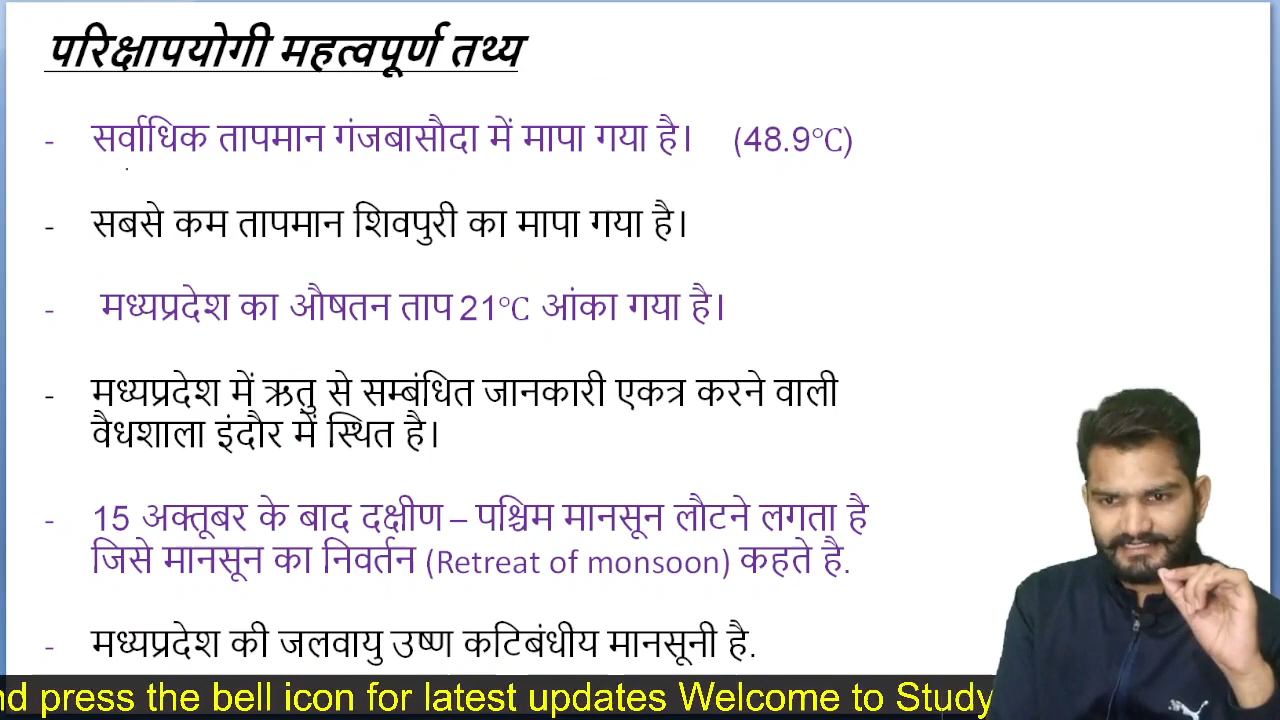 परिक्षापयोगी महत्वपूर्ण तथ्य
- सर्वाधिक तापमान गंजबासौदा में मापा गया है। (48.9°C)
- सबसे कम तापमान शिवपुरी का मापा गया है।
- मध्यप्रदेश का औषतन ताप 21°C आंका गया है।
- मध्यप्रदेश में ऋतु से सम्बंधित जानकारी एकत्र करने वाली
वैधशाला इंदौर में स्थित है।
- 15 अक्तूबर के बाद दक्षीण – पश्चिम मानसून लौटने लगता है
जिसे मानसून का निवर्तन (Retreat of monsoon) कहते है.
- मध्यप्रदेश की जलवायु उष्ण कटिबंधीय मानसूनी है.
nd press the bell icon for latest updates Welcome to Study